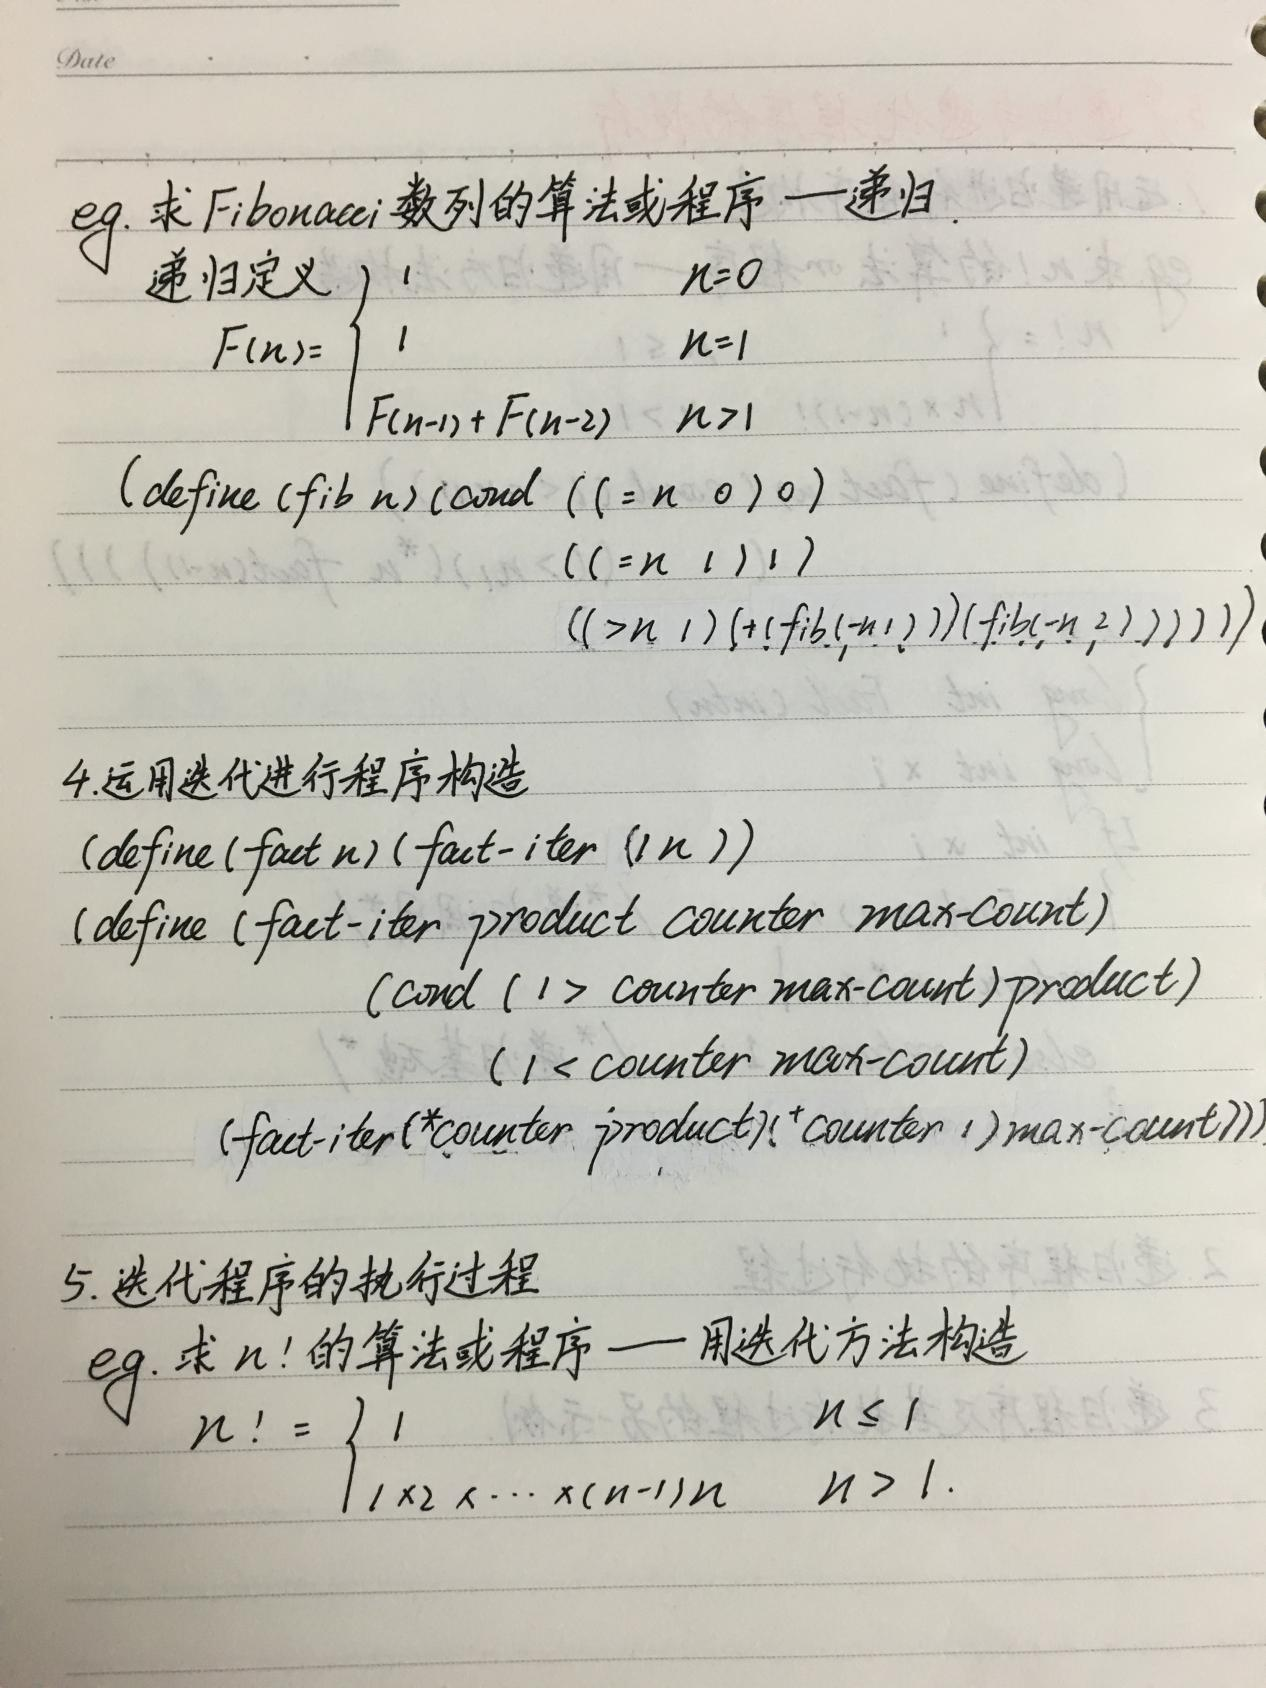 Date
eg. 求Fibonacci数列的算法或程序 — 递归.
递归定义 1 n=0
F(n)= { 1 n=1
F(n-1)+F(n-2) n>1
(define (fib n) (cond ((=n 0) 0)
((=n 1) 1)
((>n 1) (+(fib(-n1)))(fib(-n 2))))))
4.运用迭代进行程序构造
(define (fact n) (fact-iter (1 n))
(define (fact-iter product counter max-count)
(cond (1> counter max-count) product)
(1< counter max-count)
(fact-iter(*counter product)(+counter 1)max-count)))
5. 迭代程序的执行过程
eg. 求 n! 的算法或程序 — 用迭代方法构造
n! = { 1 n≤1
1×2×…×(n-1)n n>1.